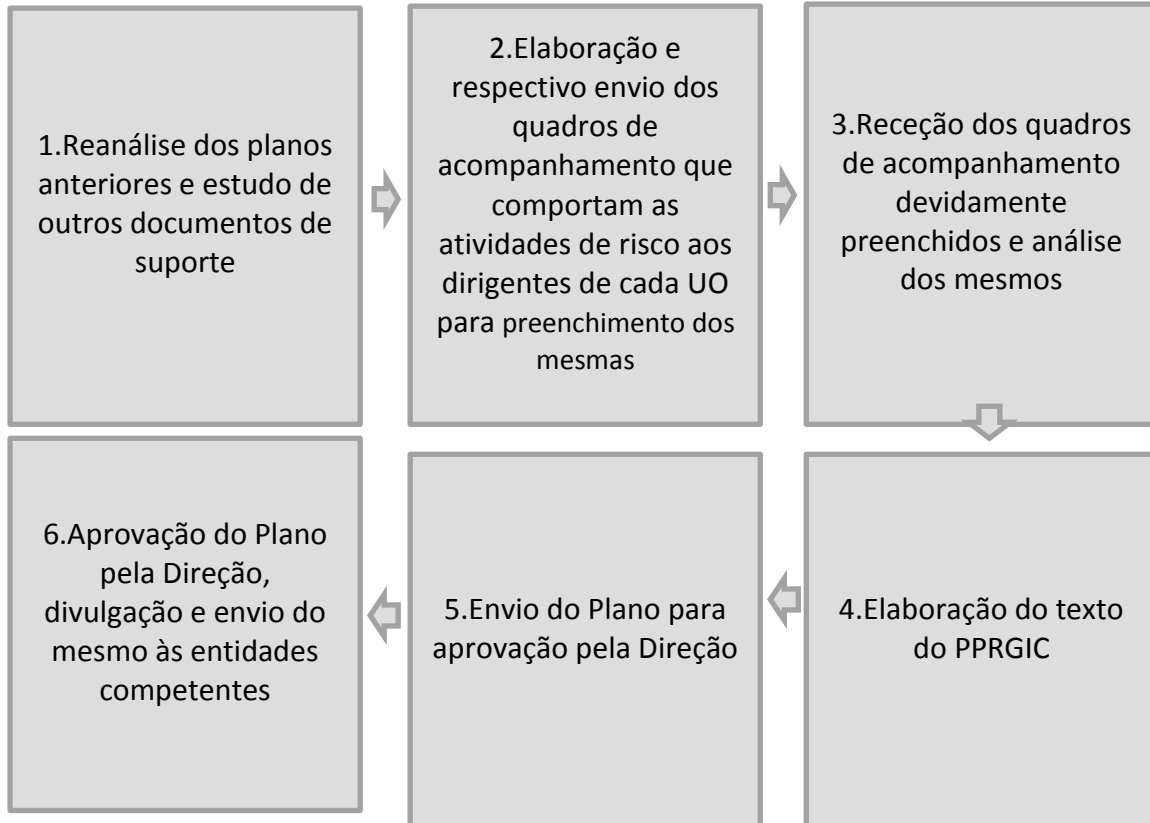 1.Reanálise dos planos
anteriores e estudo de
outros documentos de
suporte
2.Elaboração e
respectivo envio dos
quadros de
acompanhamento que
comportam as
atividades de risco aos
dirigentes de cada UO
para preenchimento dos
mesmas
3.Receção dos quadros
de acompanhamento
devidamente
preenchidos e análise
dos mesmos
4.Elaboração do texto
do PPRGIC
5.Envio do Plano para
aprovação pela Direção
6.Aprovação do Plano
pela Direção,
divulgação e envio do
mesmo às entidades
competentes